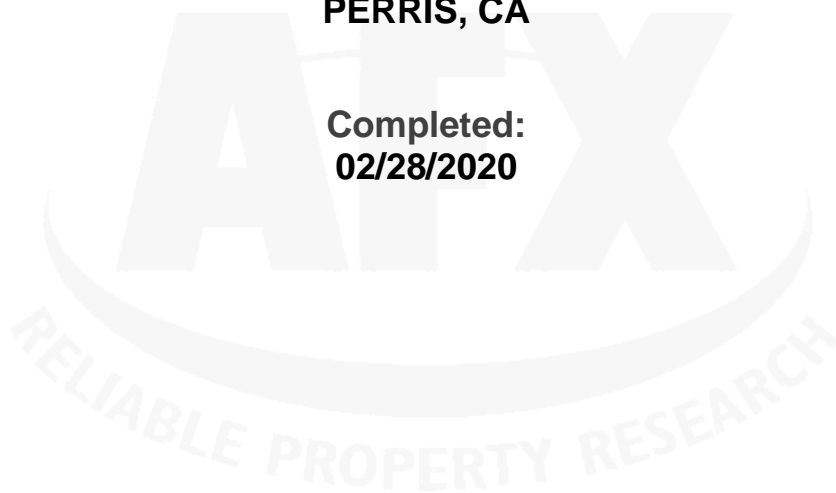 PERRIS, CA
Completed:
02/28/2020
AFX
RELIABLE PROPERTY RESEARCH